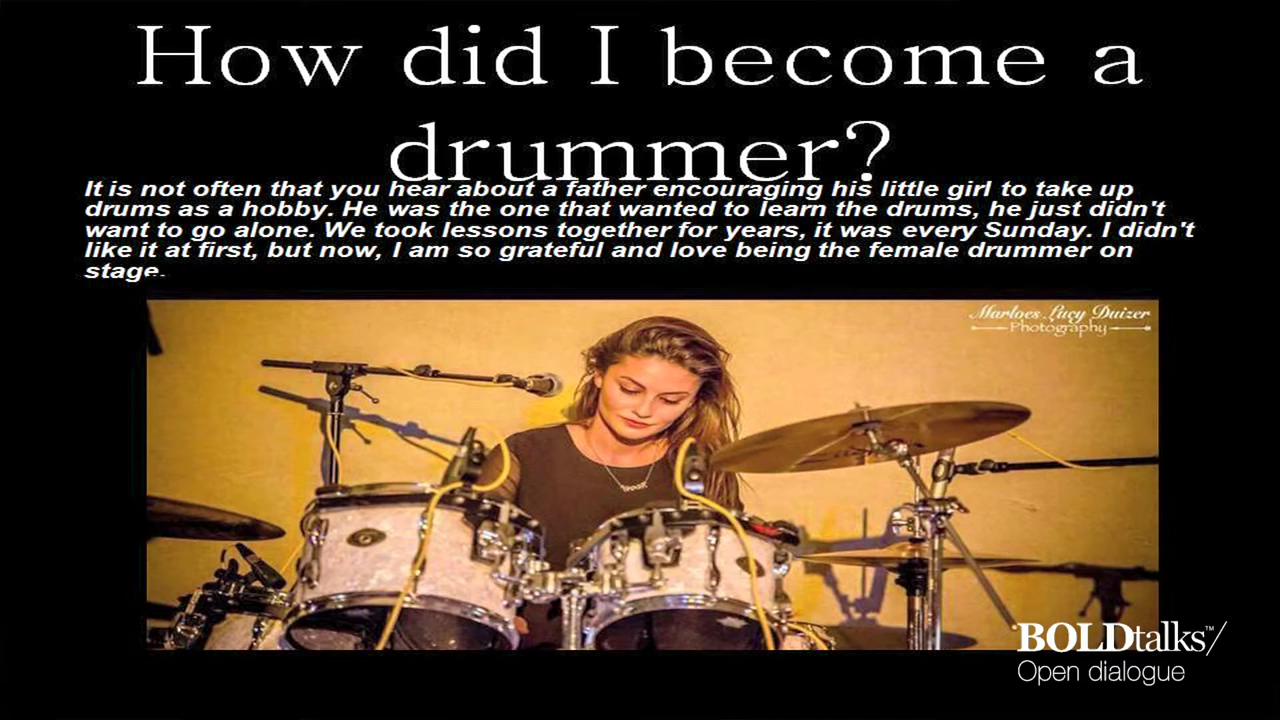 How did I become a
drummer?
It is not often that you hear about a father encouraging his little girl to take up
drums as a hobby. He was the one that wanted to learn the drums, he just didn't
want to go alone. We took lessons together for years, it was every Sunday. I didn't
like it at first, but now, I am so grateful and love being the female drummer on
stage.
Marloes Lucy Duizer
Photography
BOLDtalks™/
Open dialogue